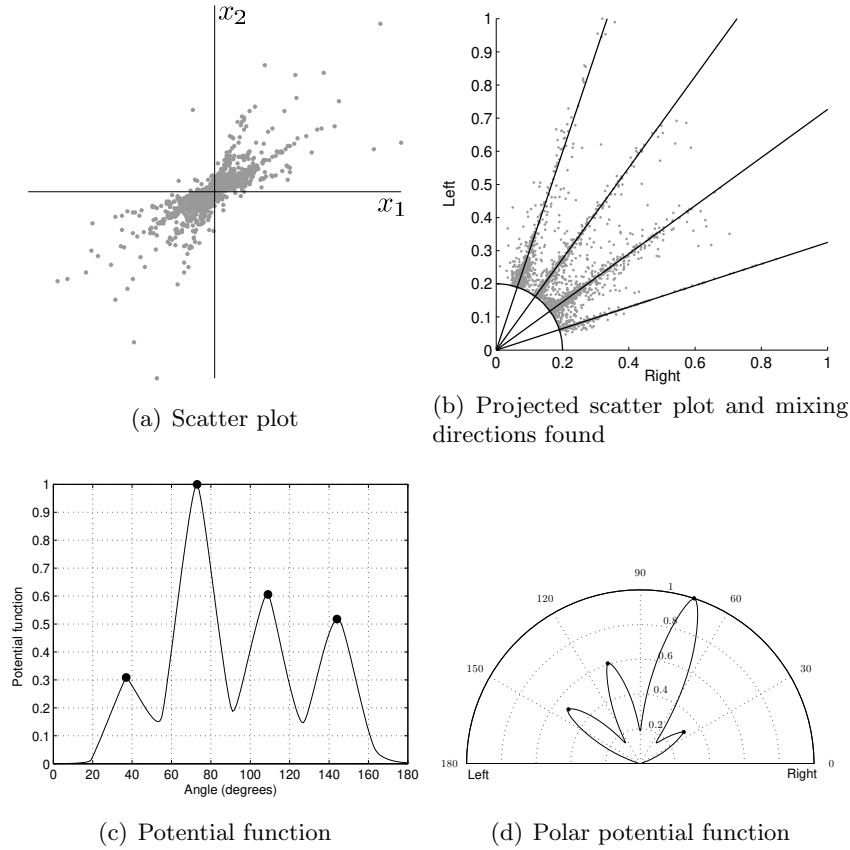 x2
x1
(a) Scatter plot
1
0.9
0.8
0.7
0.6
0.5
0.4
0.3
0.2
0.1
0
Left
0 0.2 0.4 0.6 0.8 1
Right
(b) Projected scatter plot and mixing
directions found
1
0.9
0.8
0.7
0.6
0.5
0.4
0.3
0.2
0.1
0
Potential function
0 20 40 60 80 100 120 140 160 180
Angle (degrees)
(c) Potential function
90
120 1 60
0.8
150 0.6 30
0.4
0.2
180 0
Left Right
(d) Polar potential function